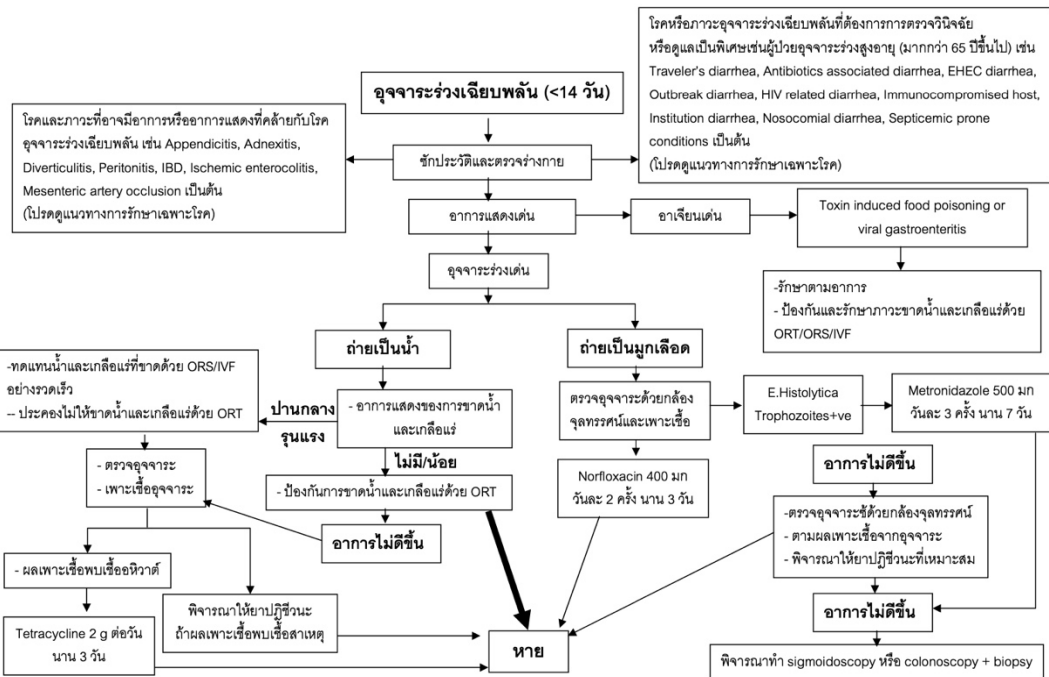 โรคหรือภาวะอุจจาระร่วงเฉียบพลันที่ต้องการการตรวจวินิจฉัย
หรือดูแลเป็นพิเศษเช่นผู้ป่วยอุจจาระร่วงสูงอายุ (มากกว่า 65 ปีขึ้นไป) เช่น
Traveler's diarrhea, Antibiotics associated diarrhea, EHEC diarrhea,
Outbreak diarrhea, HIV related diarrhea, Immunocompromised host,
Institution diarrhea, Nosocomial diarrhea, Septicemic prone
conditions เป็นต้น
(โปรดดูแนวทางการรักษาเฉพาะโรค)
อุจจาระร่วงเฉียบพลัน (<14 วัน)
โรคและภาวะที่อาจมีอาการหรืออาการแสดงที่คล้ายกับโรค
อุจจาระร่วงเฉียบพลัน เช่น Appendicitis, Adnexitis,
Diverticulitis, Peritonitis, IBD, Ischemic enterocolitis,
Mesenteric artery occlusion เป็นต้น
(โปรดดูแนวทางการรักษาเฉพาะโรค)
ซักประวัติและตรวจร่างกาย
อาการแสดงเด่น
อาเจียนเด่น
Toxin induced food poisoning or
viral gastroenteritis
อุจจาระร่วงเด่น
-รักษาตามอาการ
- ป้องกันและรักษาภาวะขาดน้ำและเกลือแร่ด้วย
ORT/ORS/IVF
ถ่ายเป็นน้ำ
ถ่ายเป็นมูกเลือด
-ทดแทนน้ำและเกลือแร่ที่ขาดด้วย ORS/IVF
อย่างรวดเร็ว
-- ประคองไม่ให้ขาดน้ำและเกลือแร่ด้วย ORT
ปานกลาง
รุนแรง
- อาการแสดงของการขาดน้ำ
และเกลือแร่
ตรวจอุจจาระด้วยกล้อง
จุลทรรศน์และเพาะเชื้อ
E.Histolytica
Trophozoites+ve
Metronidazole 500 มก
วันละ 3 ครั้ง นาน 7 วัน
ไม่มี/น้อย
- ตรวจอุจจาระ
- เพาะเชื้ออุจจาระ
- ป้องกันการขาดน้ำและเกลือแร่ด้วย ORT
Norfloxacin 400 มก
วันละ 2 ครั้ง นาน 3 วัน
อาการไม่ดีขึ้น
อาการไม่ดีขึ้น
-ตรวจอุจจาระซ้ำด้วยกล้องจุลทรรศน์
- ตามผลเพาะเชื้อจากอุจจาระ
- พิจารณาให้ยาปฏิชีวนะที่เหมาะสม
- ผลเพาะเชื้อพบเชื้ออหิวาต์
พิจารณาให้ยาปฏิชีวนะ
ถ้าผลเพาะเชื้อพบเชื้อสาเหตุ
อาการไม่ดีขึ้น
Tetracycline 2 g ต่อวัน
นาน 3 วัน
หาย
พิจารณาทำ sigmoidoscopy หรือ colonoscopy + biopsy